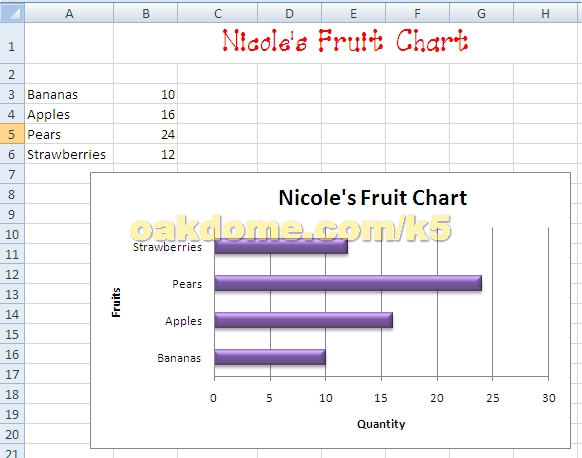 A B C D E F G H
1 Nicole's Fruit Chart
2
3 Bananas 10
4 Apples 16
5 Pears 24
6 Strawberries 12
7
8 Nicole's Fruit Chart
9
oakdome.com/k5
10
11 Strawberries
12
13 Pears
14 Apples
15
16 Bananas
17
18 0 5 10 15 20 25 30
19 Quantity
20
21
Fruits